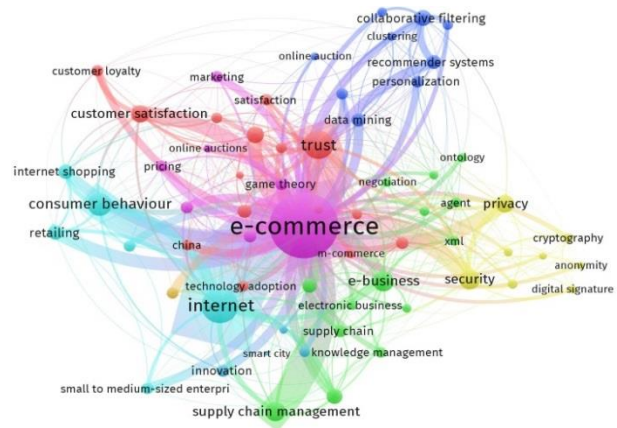 collaborative filtering
clustering
online auction
recommender systems
customer loyalty
marketing
personalization
satisfaction
customer satisfaction
data mining
trust
online auctions
ontology
pricing
internet shopping
game theory
negotiation
consumer behaviour
agent
privacy
e-commerce
retailing
china
xml
cryptography
m-commerce
anonymity
security
e-business
technology adoption
digital signature
internet
electronic business
supply chain
smart city
knowledge management
innovation
small to medium-sized enterpri
supply chain management